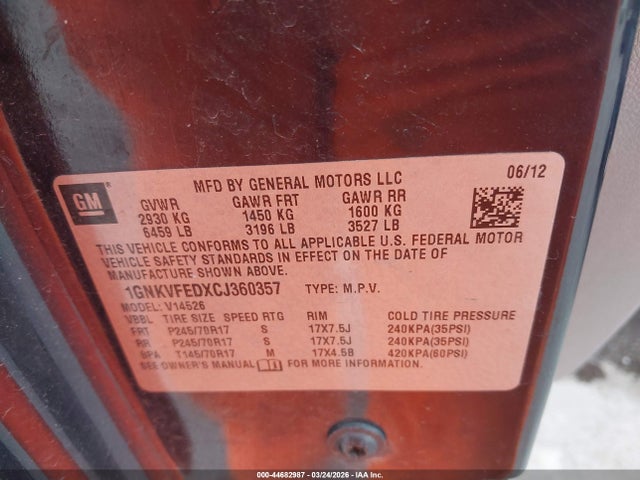 GM
MFD BY GENERAL MOTORS LLC
06/12
GVWR GAWR FRT GAWR RR
2930 KG 1450 KG 1600 KG
6459 LB 3196 LB 3527 LB
THIS VEHICLE CONFORMS TO ALL APPLICABLE U.S. FEDERAL MOTOR
VEHICLE SAFETY STANDARDS IN EFFECT ON THE DATE OF
MANUFACTURE SHOWN ABOVE.
1GNKVFEDXCJ360357 TYPE: M.P.V.
MODEL: V14526
VBBL TIRE SIZE SPEED RTG RIM COLD TIRE PRESSURE
FRT P245/70R17 S 17X7.5J 240KPA(35PSI)
RR P245/70R17 S 17X7.5J 240KPA(35PSI)
SPA T145/70R17 M 17X4.5B 420KPA(60PSI)
SEE OWNER'S MANUAL FOR MORE INFORMATION.
000-44682987 - 03/24/2026 - COPYRIGHT IAA, LLC